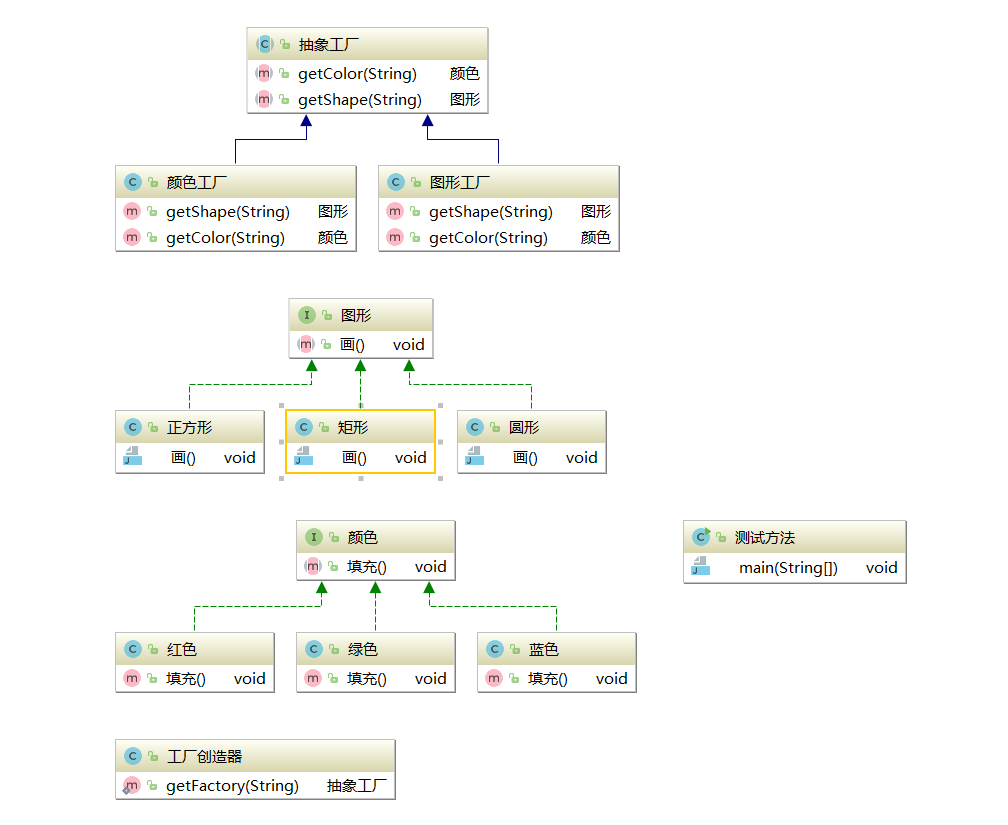 抽象工厂
getColor(String) 颜色
getShape(String) 图形
颜色工厂
getShape(String) 图形
getColor(String) 颜色
图形工厂
getShape(String) 图形
getColor(String) 颜色
图形
画() void
正方形
画() void
矩形
画() void
圆形
画() void
颜色
填充() void
测试方法
main(String[]) void
红色
填充() void
绿色
填充() void
蓝色
填充() void
工厂创造器
getFactory(String) 抽象工厂